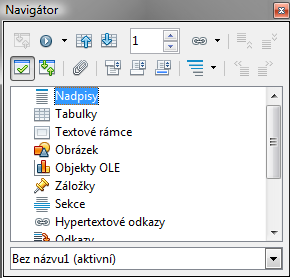 Navigátor
1
Nadpisy
Tabulky
Textové rámce
Obrázek
Objekty OLE
Záložky
Sekce
Hypertextové odkazy
Odkazy
Bez názvu1 (aktivní)